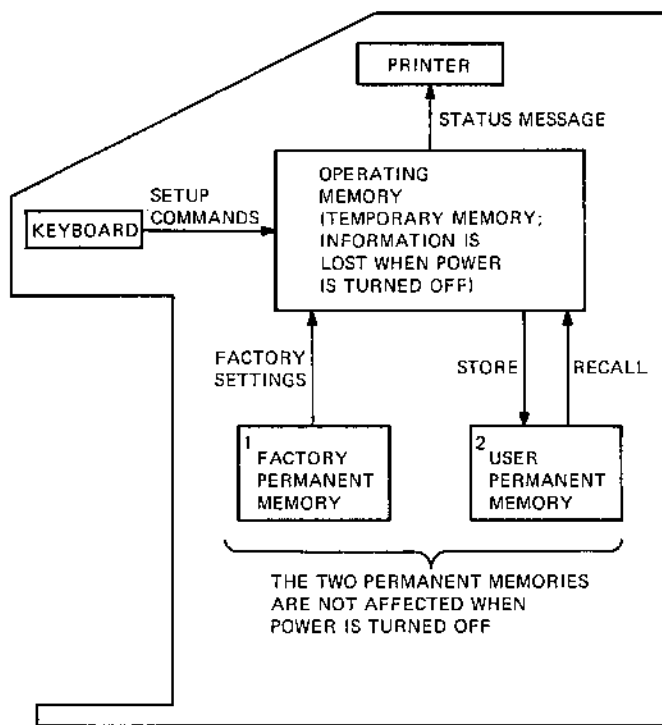 PRINTER
STATUS MESSAGE
OPERATING
MEMORY
(TEMPORARY MEMORY;
INFORMATION IS
LOST WHEN POWER
IS TURNED OFF)
SETUP
COMMANDS
KEYBOARD
FACTORY
SETTINGS
STORE
RECALL
1
FACTORY
PERMANENT
MEMORY
2
USER
PERMANENT
MEMORY
THE TWO PERMANENT MEMORIES
ARE NOT AFFECTED WHEN
POWER IS TURNED OFF